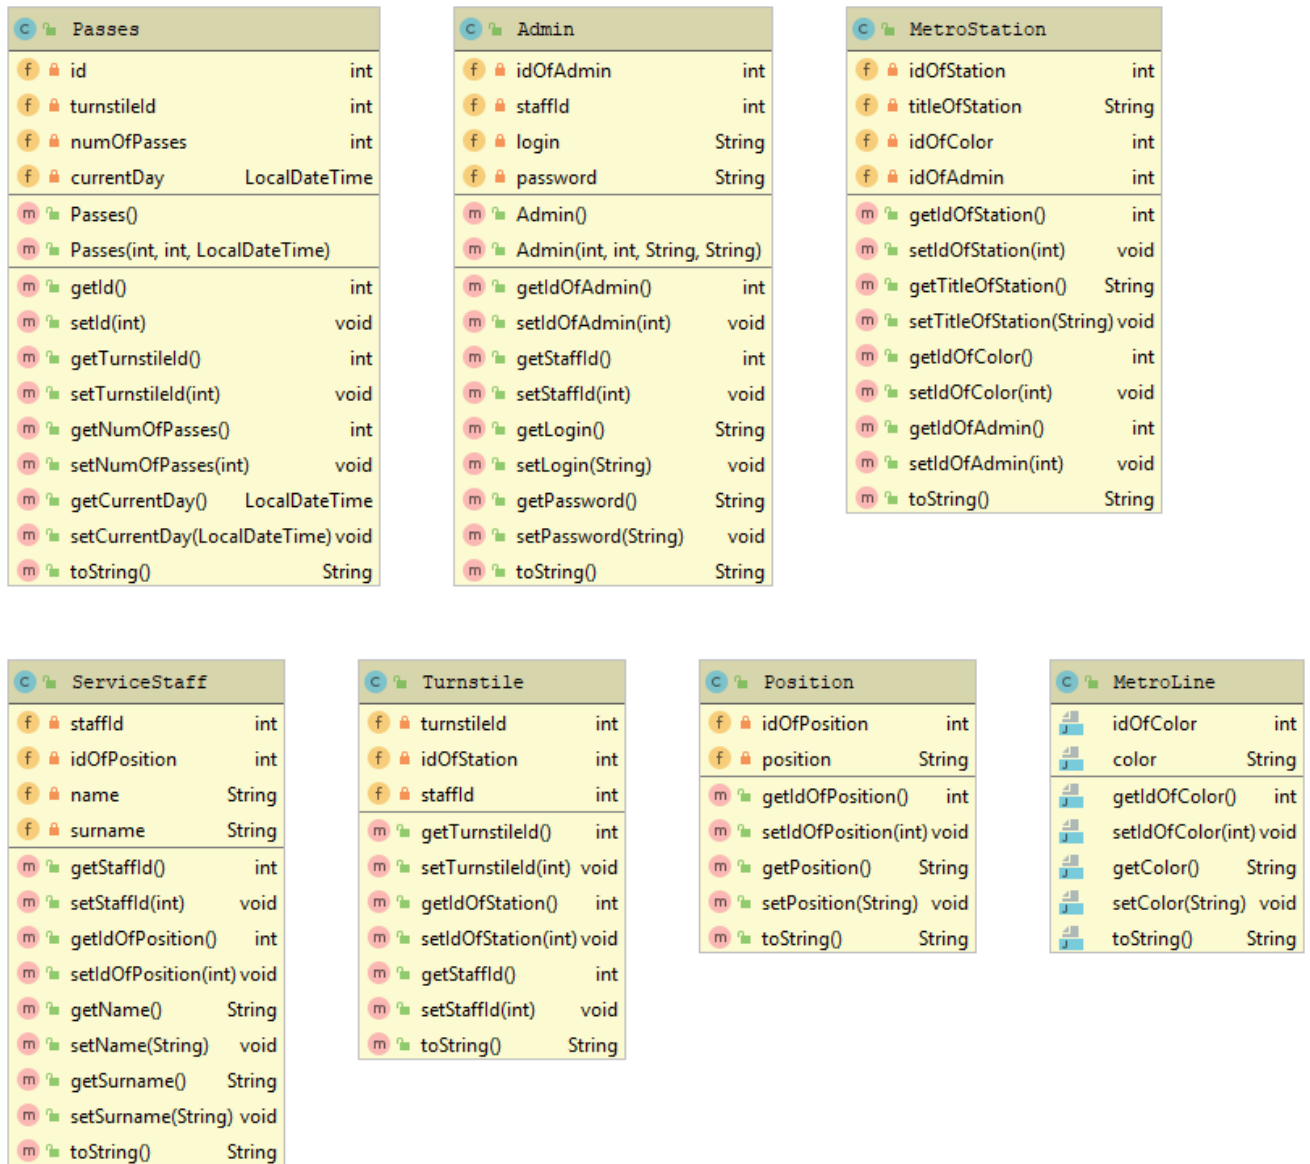 Passes
id int
turnstileId int
numOfPasses int
currentDay LocalDateTime
Passes()
Passes(int, int, LocalDateTime)
getId() int
setId(int) void
getTurnstileId() int
setTurnstileId(int) void
getNumOfPasses() int
setNumOfPasses(int) void
getCurrentDay() LocalDateTime
setCurrentDay(LocalDateTime) void
toString() String
Admin
idOfAdmin int
staffId int
login String
password String
Admin()
Admin(int, int, String, String)
getIdOfAdmin() int
setIdOfAdmin(int) void
getStaffId() int
setStaffId(int) void
getLogin() String
setLogin(String) void
getPassword() String
setPassword(String) void
toString() String
MetroStation
idOfStation int
titleOfStation String
idOfColor int
idOfAdmin int
getIdOfStation() int
setIdOfStation(int) void
getTitleOfStation() String
setTitleOfStation(String) void
getIdOfColor() int
setIdOfColor(int) void
getIdOfAdmin() int
setIdOfAdmin(int) void
toString() String
ServiceStaff
staffId int
idOfPosition int
name String
surname String
getStaffId() int
setStaffId(int) void
getIdOfPosition() int
setIdOfPosition(int) void
getName() String
setName(String) void
getSurname() String
setSurname(String) void
toString() String
Turnstile
turnstileId int
idOfStation int
staffId int
getTurnstileId() int
setTurnstileId(int) void
getIdOfStation() int
setIdOfStation(int) void
getStaffId() int
setStaffId(int) void
toString() String
Position
idOfPosition int
position String
getIdOfPosition() int
setIdOfPosition(int) void
getPosition() String
setPosition(String) void
toString() String
MetroLine
idOfColor int
color String
getIdOfColor() int
setIdOfColor(int) void
getColor() String
setColor(String) void
toString() String